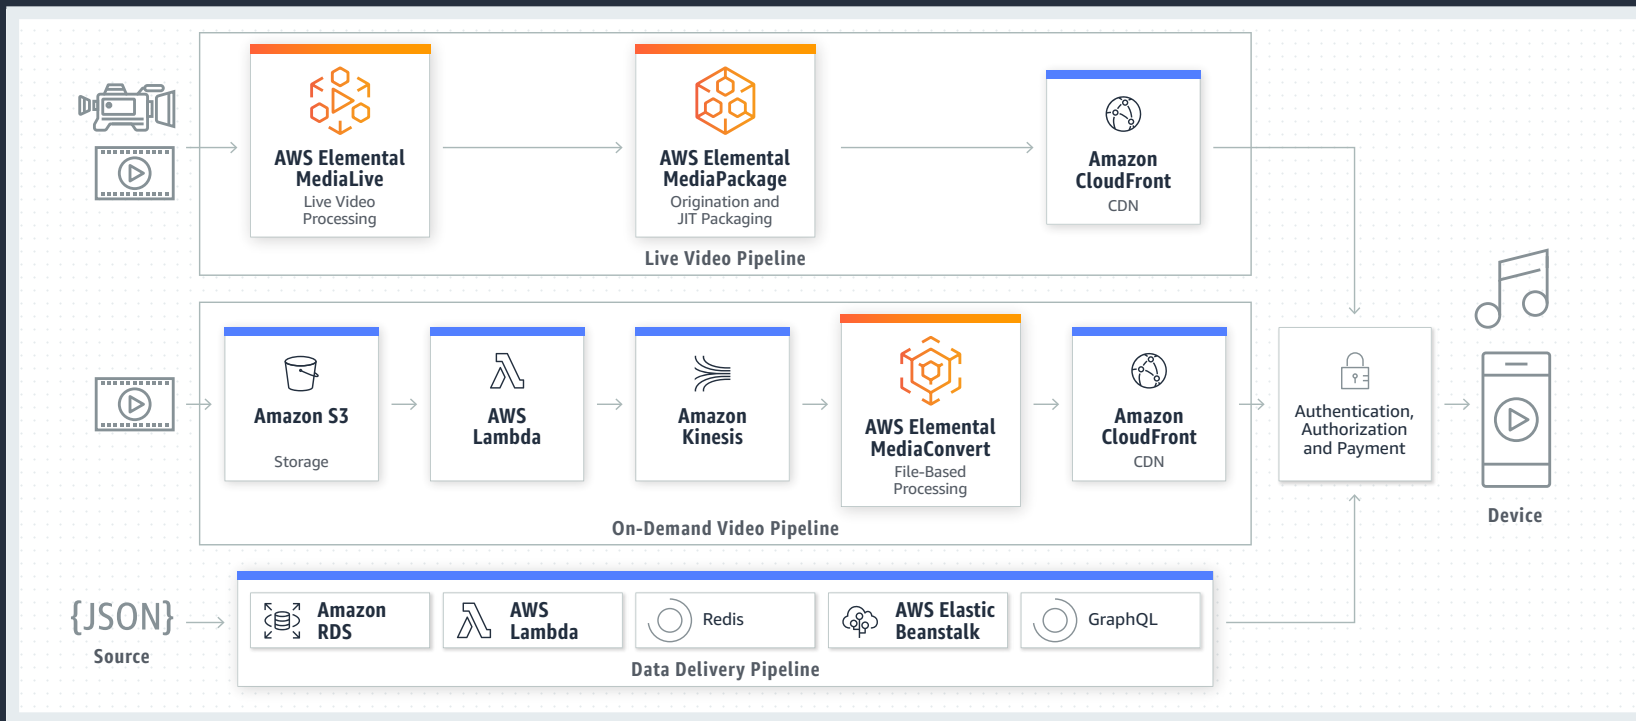 AWS Elemental
MediaLive
Live Video
Processing
AWS Elemental
MediaPackage
Origination and
JIT Packaging
Amazon
CloudFront
CDN
Live Video Pipeline
Amazon S3
Storage
AWS
Lambda
Amazon
Kinesis
AWS Elemental
MediaConvert
File-Based
Processing
Amazon
CloudFront
CDN
On-Demand Video Pipeline
Authentication,
Authorization
and Payment
Device
{JSON}
Source
Amazon
RDS
AWS
Lambda
Redis
AWS Elastic
Beanstalk
GraphQL
Data Delivery Pipeline